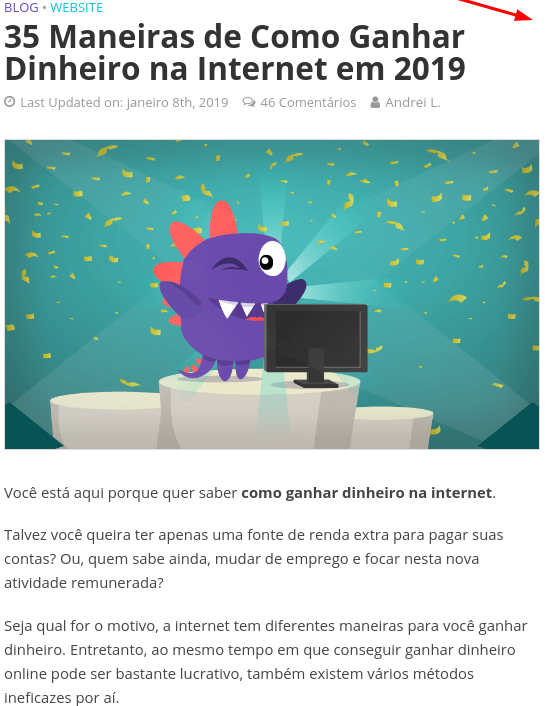 BLOG • WEBSITE
35 Maneiras de Como Ganhar
Dinheiro na Internet em 2019
Last Updated on: janeiro 8th, 2019 46 Comentários Andrei L.
Você está aqui porque quer saber como ganhar dinheiro na internet.
Talvez você queira ter apenas uma fonte de renda extra para pagar suas
contas? Ou, quem sabe ainda, mudar de emprego e focar nesta nova
atividade remunerada?
Seja qual for o motivo, a internet tem diferentes maneiras para você ganhar
dinheiro. Entretanto, ao mesmo tempo em que conseguir ganhar dinheiro
online pode ser bastante lucrativo, também existem vários métodos
ineficazes por aí.